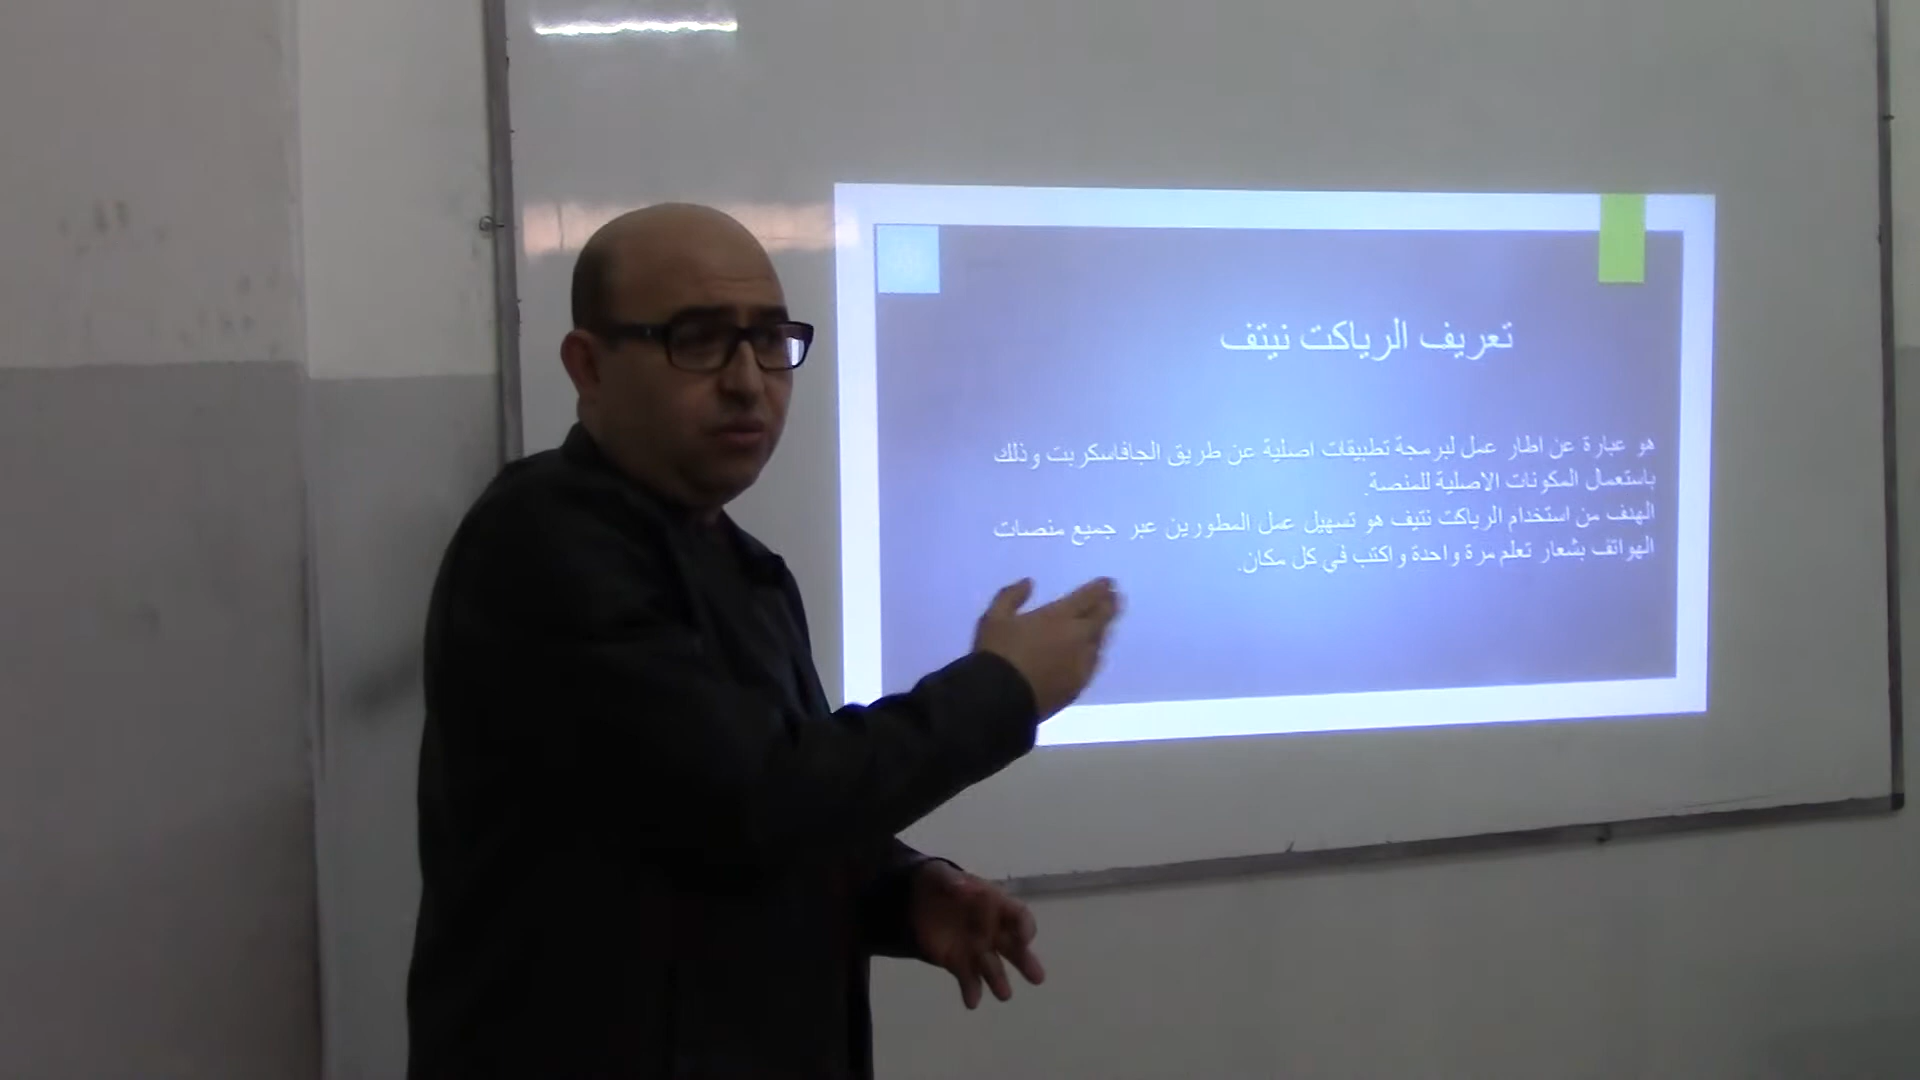 تعريف الرياكت نيتف
هو عبارة عن اطار عمل لبرمجة تطبيقات اصلية عن طريق الجافاسكربت وذلك
باستعمال المكونات الاصلية للمنصة.
الهدف من استخدام الرياكت نتيف هو تسهيل عمل المطورين عبر جميع منصات
الهواتف بشعار تعلم مرة واحدة واكتب في كل مكان.